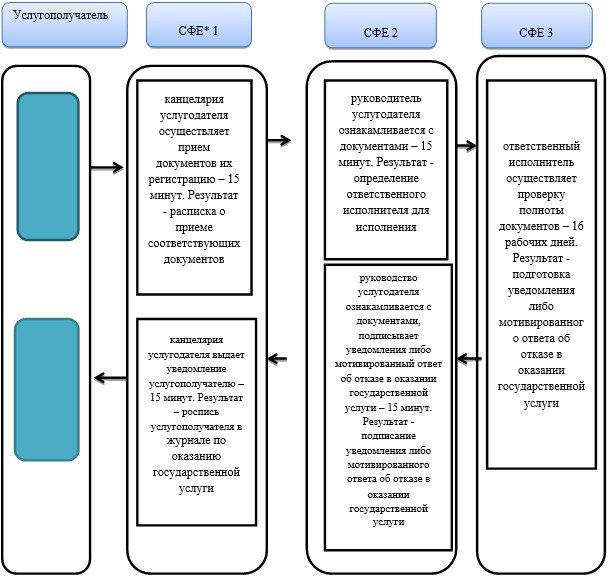 Услугополучатель
СФЕ* 1
СФЕ 2
СФЕ 3
канцелярия
услугодателя
осуществляет
прием
документов их
регистрацию – 15
минут. Результат
- расписка о
приеме
соответствующих
документов
руководитель
услугодателя
ознакамливается с
документами – 15
минут. Результат -
определение
ответственного
исполнителя для
исполнения
ответственный
исполнитель
осуществляет
проверку
полноты
документов – 16
рабочих дней.
Результат -
подготовка
уведомления
либо
мотивированног
о ответа об
отказе в
оказании
государственной
услуги
руководство
услугодателя
ознакамливается с
документами,
подписывает
уведомления либо
мотивированный ответ
об отказе в оказании
государственной
услуги – 15 минут.
Результат -
подписание
уведомления либо
мотивированного
ответа об отказе в
оказании
государственной
услуги
канцелярия
услугодателя выдает
уведомление
услугополучателю –
15 минут. Результат
– роспись
услугополучателя в
журнале по
оказанию
государственной
услуги